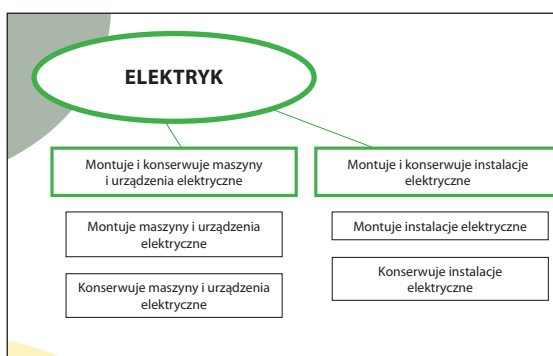 ELEKTRYK
Montuje i konserwuje maszyny
i urządzenia elektryczne
Montuje i konserwuje instalacje
elektryczne
Montuje maszyny i urządzenia
elektryczne
Montuje instalacje elektryczne
Konserwuje maszyny i urządzenia
elektryczne
Konserwuje instalacje
elektryczne